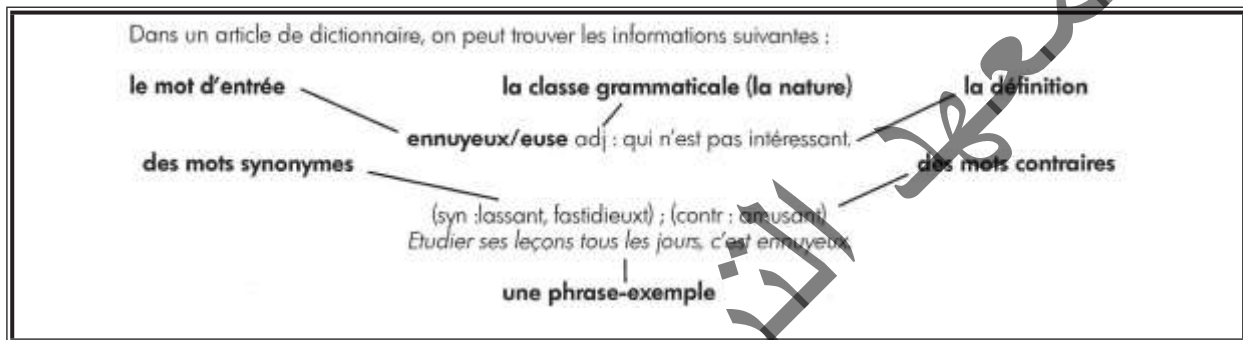 Dans un article de dictionnaire, on peut trouver les informations suivantes :
le mot d'entrée la classe grammaticale (la nature) la définition
ennuyeux/euse adj : qui n'est pas intéressant.
des mots synonymes des mots contraires
(syn :lassant, fastidieuxt) ; (contr : amusant)
Etudier ses leçons tous les jours, c'est ennuyeux.
une phrase-exemple